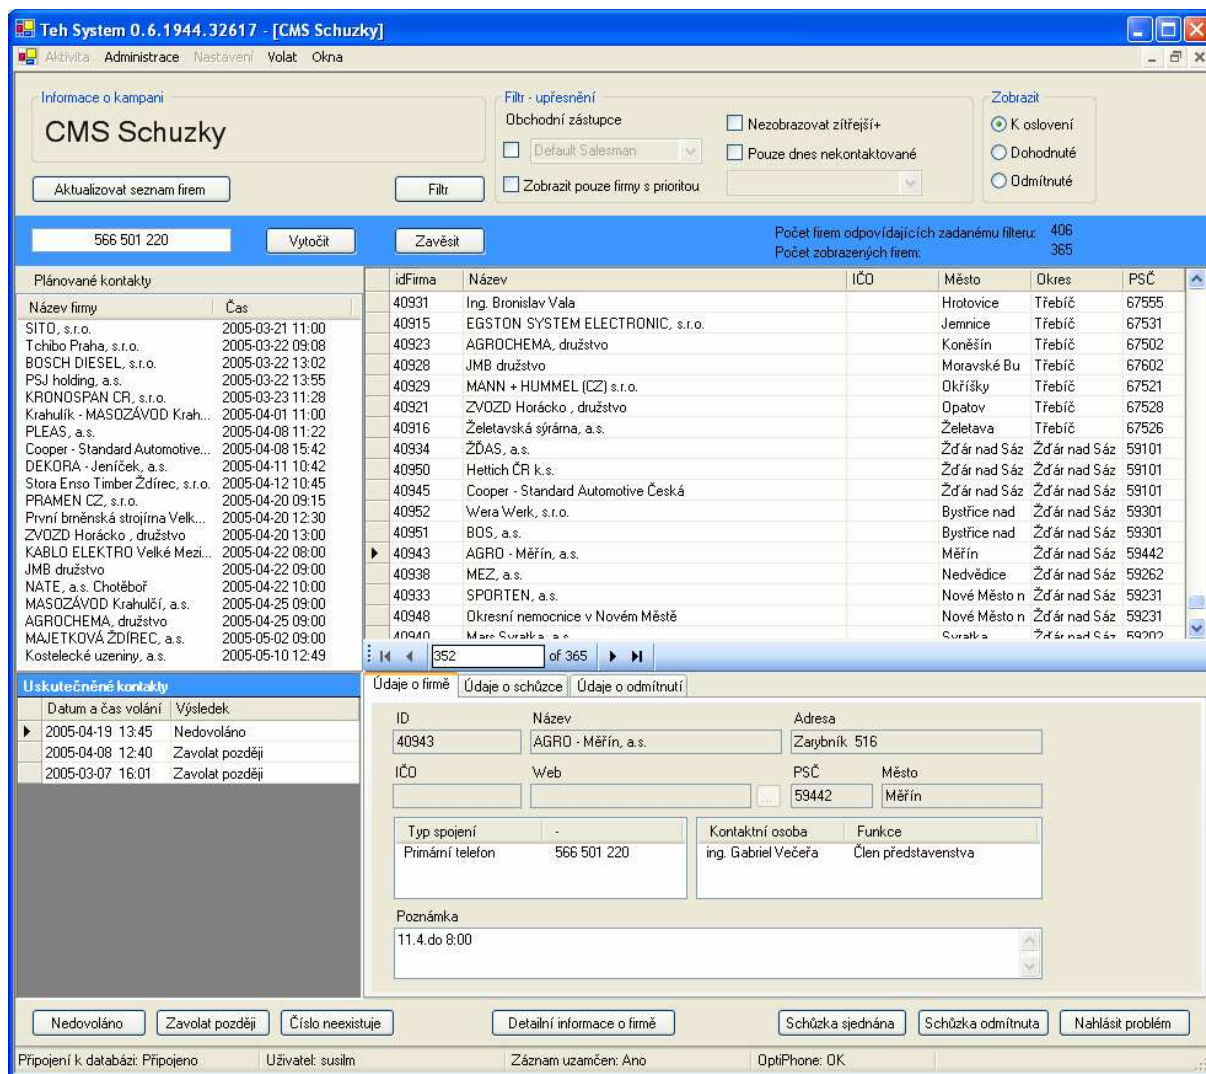 Teh System 0.6.1944.32617 - [CMS Schuzky]
Aktivita Administrace Nastavení Volat Okna
Informace o kampani
CMS Schuzky
Aktualizovat seznam firem
Filtr
Filtr - upřesnění
Obchodní zástupce
Default Salesman
Zobrazit pouze firmy s prioritou
Nezobrazovat zítřejší+
Pouze dnes nekontaktované
Zobrazit
K oslovení
Dohodnuté
Odmítnuté
566 501 220
Vytočit
Zavěsit
Počet firem odpovídajících zadanému filteru: 406
Počet zobrazených firem: 365
Plánované kontakty
Název firmy Čas
SITO, s.r.o. 2005-03-21 11:00
Tchibo Praha, s.r.o. 2005-03-22 09:08
BOSCH DIESEL, s.r.o. 2005-03-22 13:02
PSJ holding, a.s. 2005-03-22 13:55
KRONOSPAN CR, s.r.o. 2005-03-23 11:28
Krahulík - MASOZÁVOD Krah... 2005-04-01 11:00
PLEAS, a.s. 2005-04-08 11:22
Cooper - Standard Automotive... 2005-04-08 15:42
DEKORA - Jeníček, a.s. 2005-04-11 10:42
Stora Enso Timber Ždírec, s.r.o. 2005-04-12 10:45
PRAMEN CZ, s.r.o. 2005-04-20 09:15
První brněnská strojírna Velk... 2005-04-20 12:30
ZVOZD Horácko , družstvo 2005-04-20 13:00
KABLO ELEKTRO Velké Mezi... 2005-04-22 08:00
JMB družstvo 2005-04-22 09:00
NATE, a.s. Chotěboř 2005-04-22 10:00
MASOZÁVOD Krahulčí, a.s. 2005-04-25 09:00
AGROCHEMA, družstvo 2005-04-25 09:00
MAJETKOVÁ ŽDÍREC, a.s. 2005-05-02 09:00
Kostelecké uzeniny, a.s. 2005-05-10 12:49
idFirma Název IČO Město Okres PSČ
40931 Ing. Bronislav Vala Hrotovice Třebíč 67555
40915 EGSTON SYSTEM ELECTRONIC, s.r.o. Jemnice Třebíč 67531
40923 AGROCHEMA, družstvo Koněšín Třebíč 67502
40928 JMB družstvo Moravské Bu Třebíč 67602
40929 MANN + HUMMEL (CZ) s.r.o. Okříšky Třebíč 67521
40921 ZVOZD Horácko , družstvo Opatov Třebíč 67528
40916 Želetavská sýrárna, a.s. Želetava Třebíč 67526
40934 ŽĎAS, a.s. Žďár nad Sáz Žďár nad Sáz 59101
40950 Hettich ČR k.s. Žďár nad Sáz Žďár nad Sáz 59101
40945 Cooper - Standard Automotive Česká Žďár nad Sáz Žďár nad Sáz 59101
40952 Wera Werk, s.r.o. Bystřice nad Žďár nad Sáz 59301
40951 BOS, a.s. Bystřice nad Žďár nad Sáz 59301
40943 AGRO - Měřín, a.s. Měřín Žďár nad Sáz 59442
40938 MEZ, a.s. Nedvědice Žďár nad Sáz 59262
40933 SPORTEN, a.s. Nové Město n Žďár nad Sáz 59231
40948 Okresní nemocnice v Novém Městě Nové Město n Žďár nad Sáz 59231
40940 Mars Svratka, a.s. Svratka Žďár nad Sáz 59202
352 of 365
Uskutečněné kontakty
Datum a čas volání Výsledek
2005-04-19 13:45 Nedovoláno
2005-04-08 12:40 Zavolat později
2005-03-07 16:01 Zavolat později
Údaje o firmě Údaje o schůzce Údaje o odmítnutí
ID Název Adresa
40943 AGRO - Měřín, a.s. Zarybník 516
IČO Web PSČ Město
... 59442 Měřín
Typ spojení -
Primární telefon 566 501 220
Kontaktní osoba Funkce
ing. Gabriel Večeřa Člen představenstva
Poznámka
11.4.do 8:00
Nedovoláno Zavolat později Číslo neexistuje Detailní informace o firmě Schůzka sjednána Schůzka odmítnuta Nahlásit problém
Připojení k databázi: Připojeno Uživatel: susilm Záznam uzamčen: Ano OptiPhone: OK